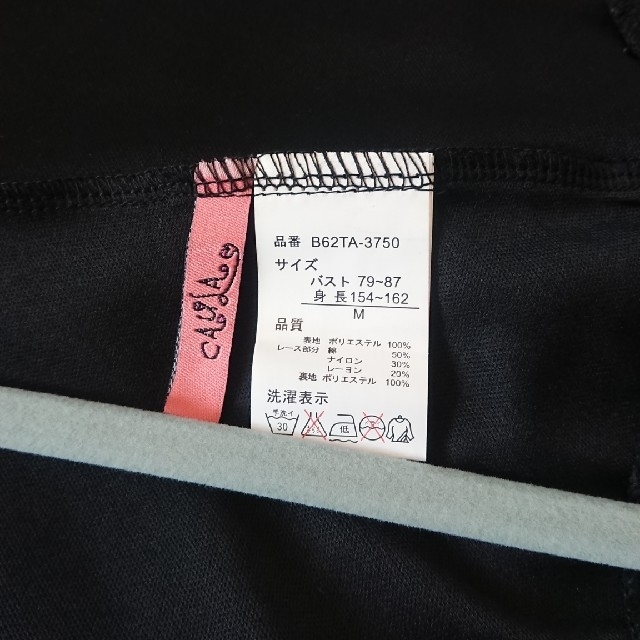 品番 B62TA-3750
サイズ
バスト 79~87
身 長154~162
M
品質
表地 ポリエステル 100%
レース部分 綿 50%
ナイロン 30%
レーヨン 20%
裏地 ポリエステル 100%
洗濯表示
手洗イ
30
低